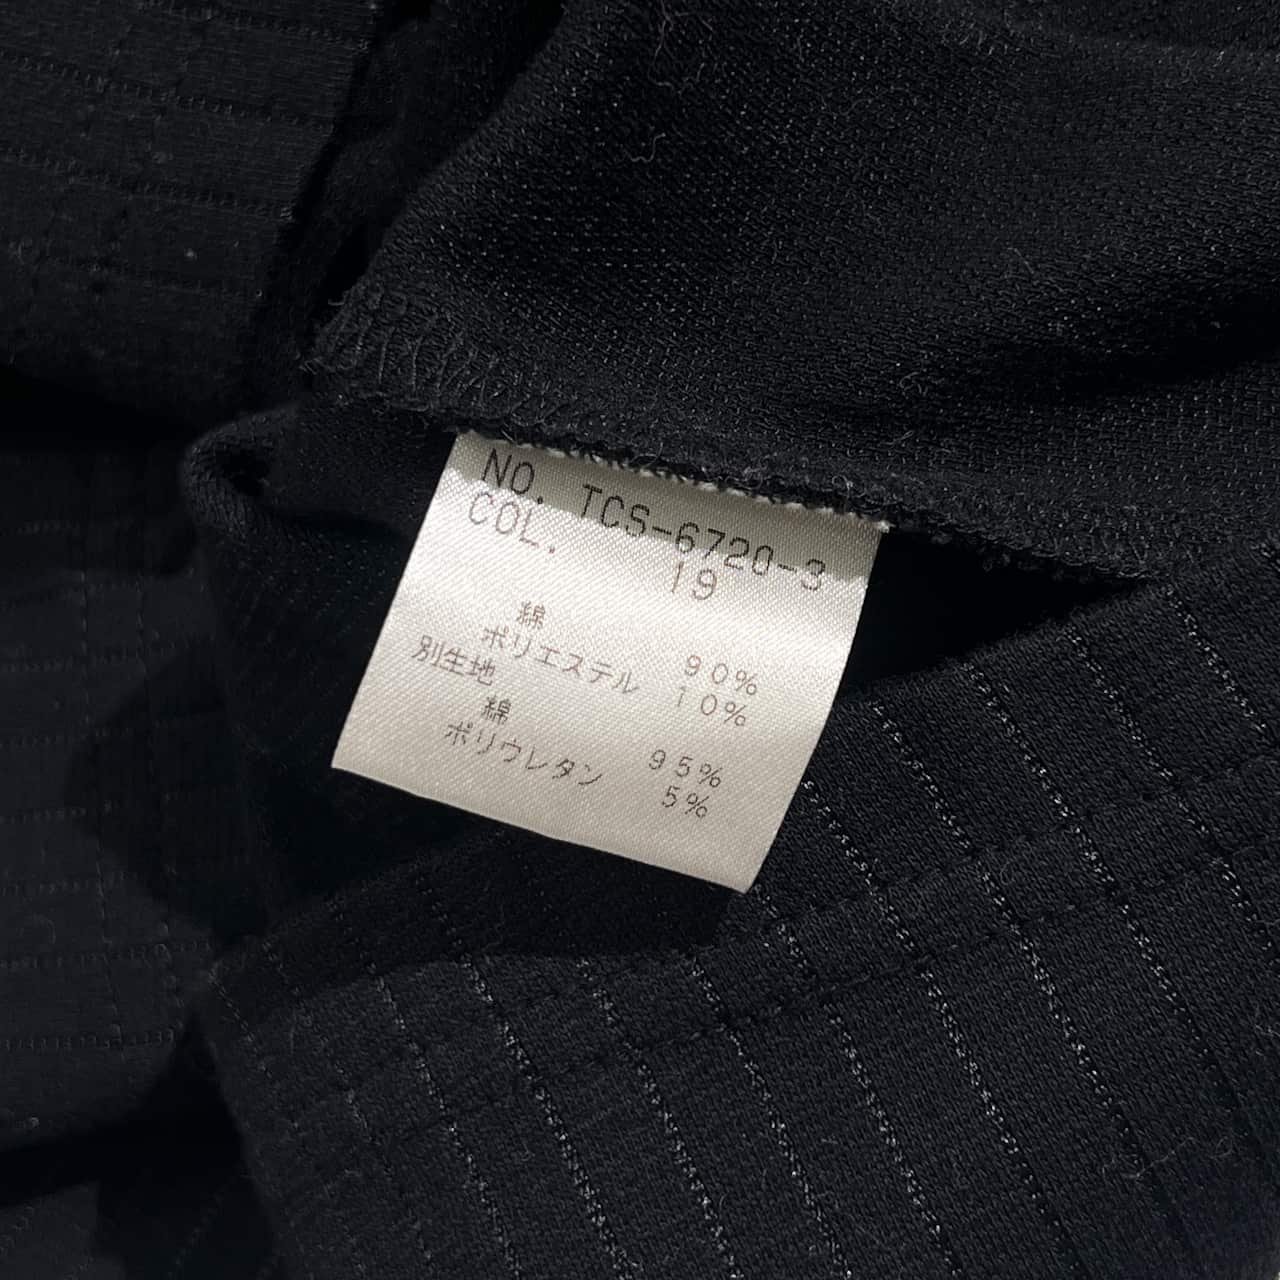 NO. TCS-6720-3
COL. 19
綿 90%
ポリエステル 10%
別生地
綿 95%
ポリウレタン 5%